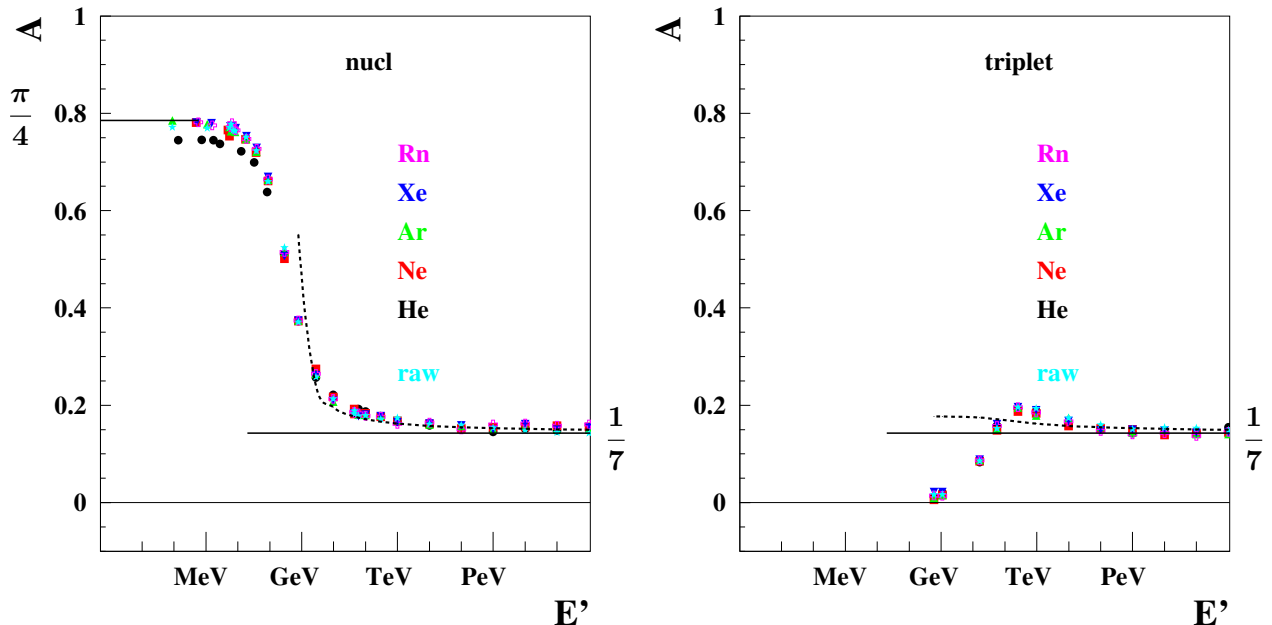 A
1
nucl
π
4
0.8
Rn
Xe
0.6
Ar
Ne
0.4
He
raw
0.2
1
7
0
MeV GeV TeV PeV
E’
A
1
triplet
0.8
Rn
Xe
0.6
Ar
Ne
0.4
He
raw
0.2
1
7
0
MeV GeV TeV PeV
E’